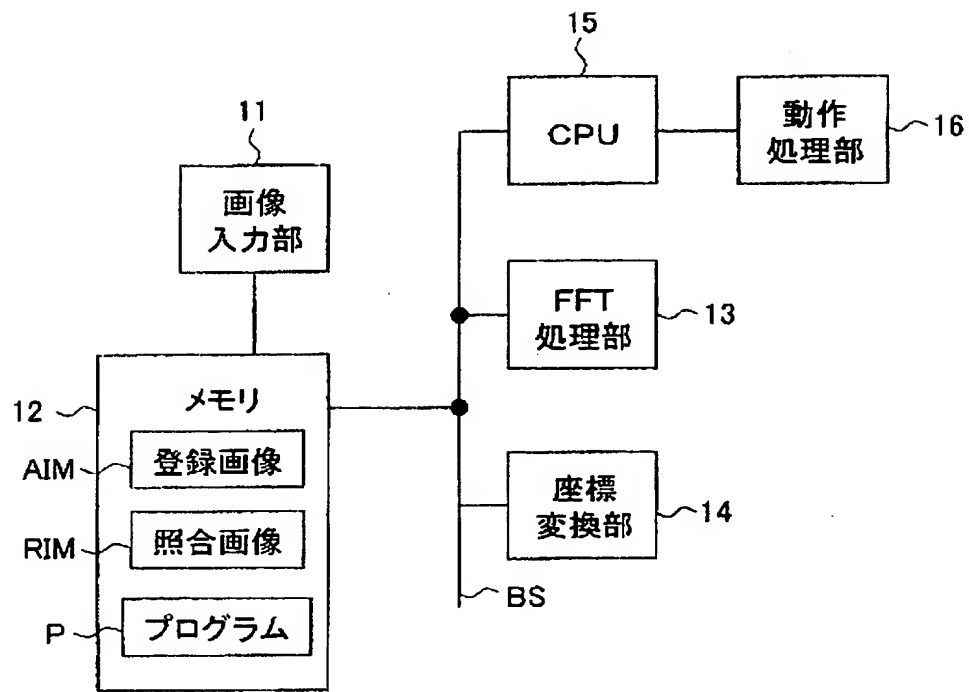 15
CPU
動作
処理部
16
11
画像
入力部
FFT
処理部
13
12
メモリ
AIM
登録画像
RIM
照合画像
P
プログラム
座標
変換部
14
BS